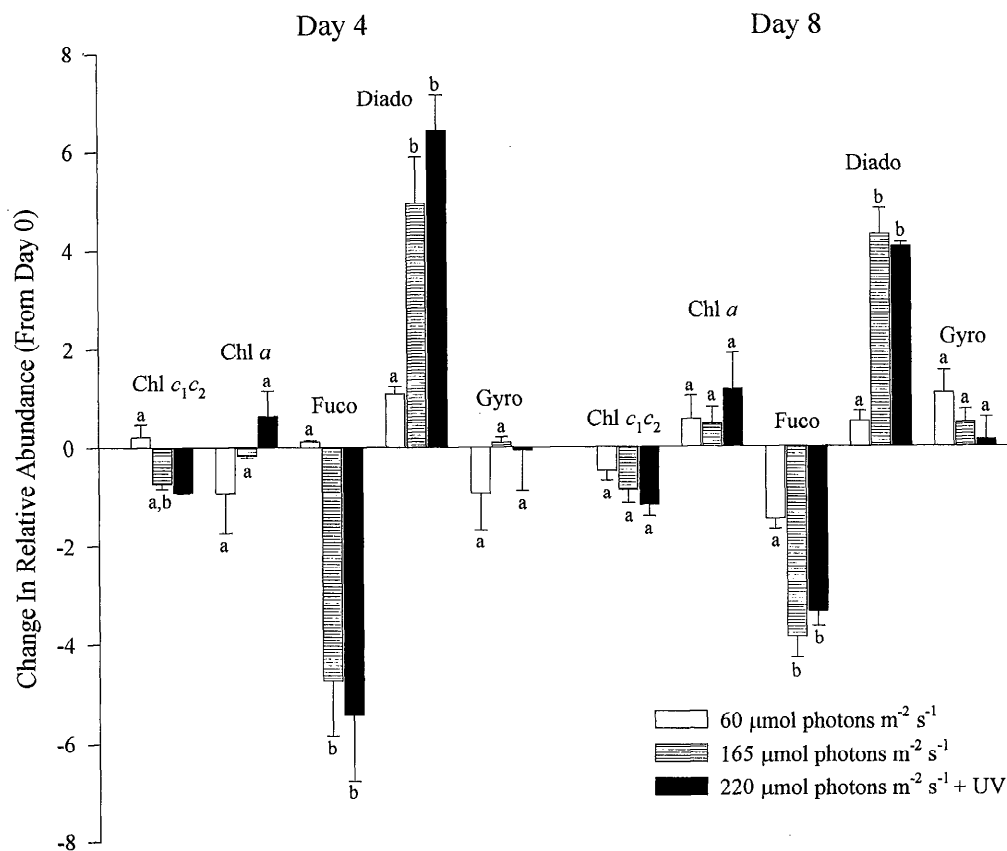 Day 4
Day 8
Change In Relative Abundance (From Day 0)
8
6
4
2
0
-2
-4
-6
-8
Chl c₁c₂
a
a,b
Chl a
a
a
a
Fuco
a
b
b
Diado
a
b
b
Gyro
a
a
a
Chl c₁c₂
a
a
a
Chl a
a
a
a
Fuco
a
b
b
Diado
a
b
b
Gyro
a
a
a
60 μmol photons m⁻² s⁻¹
165 μmol photons m⁻² s⁻¹
220 μmol photons m⁻² s⁻¹ + UV